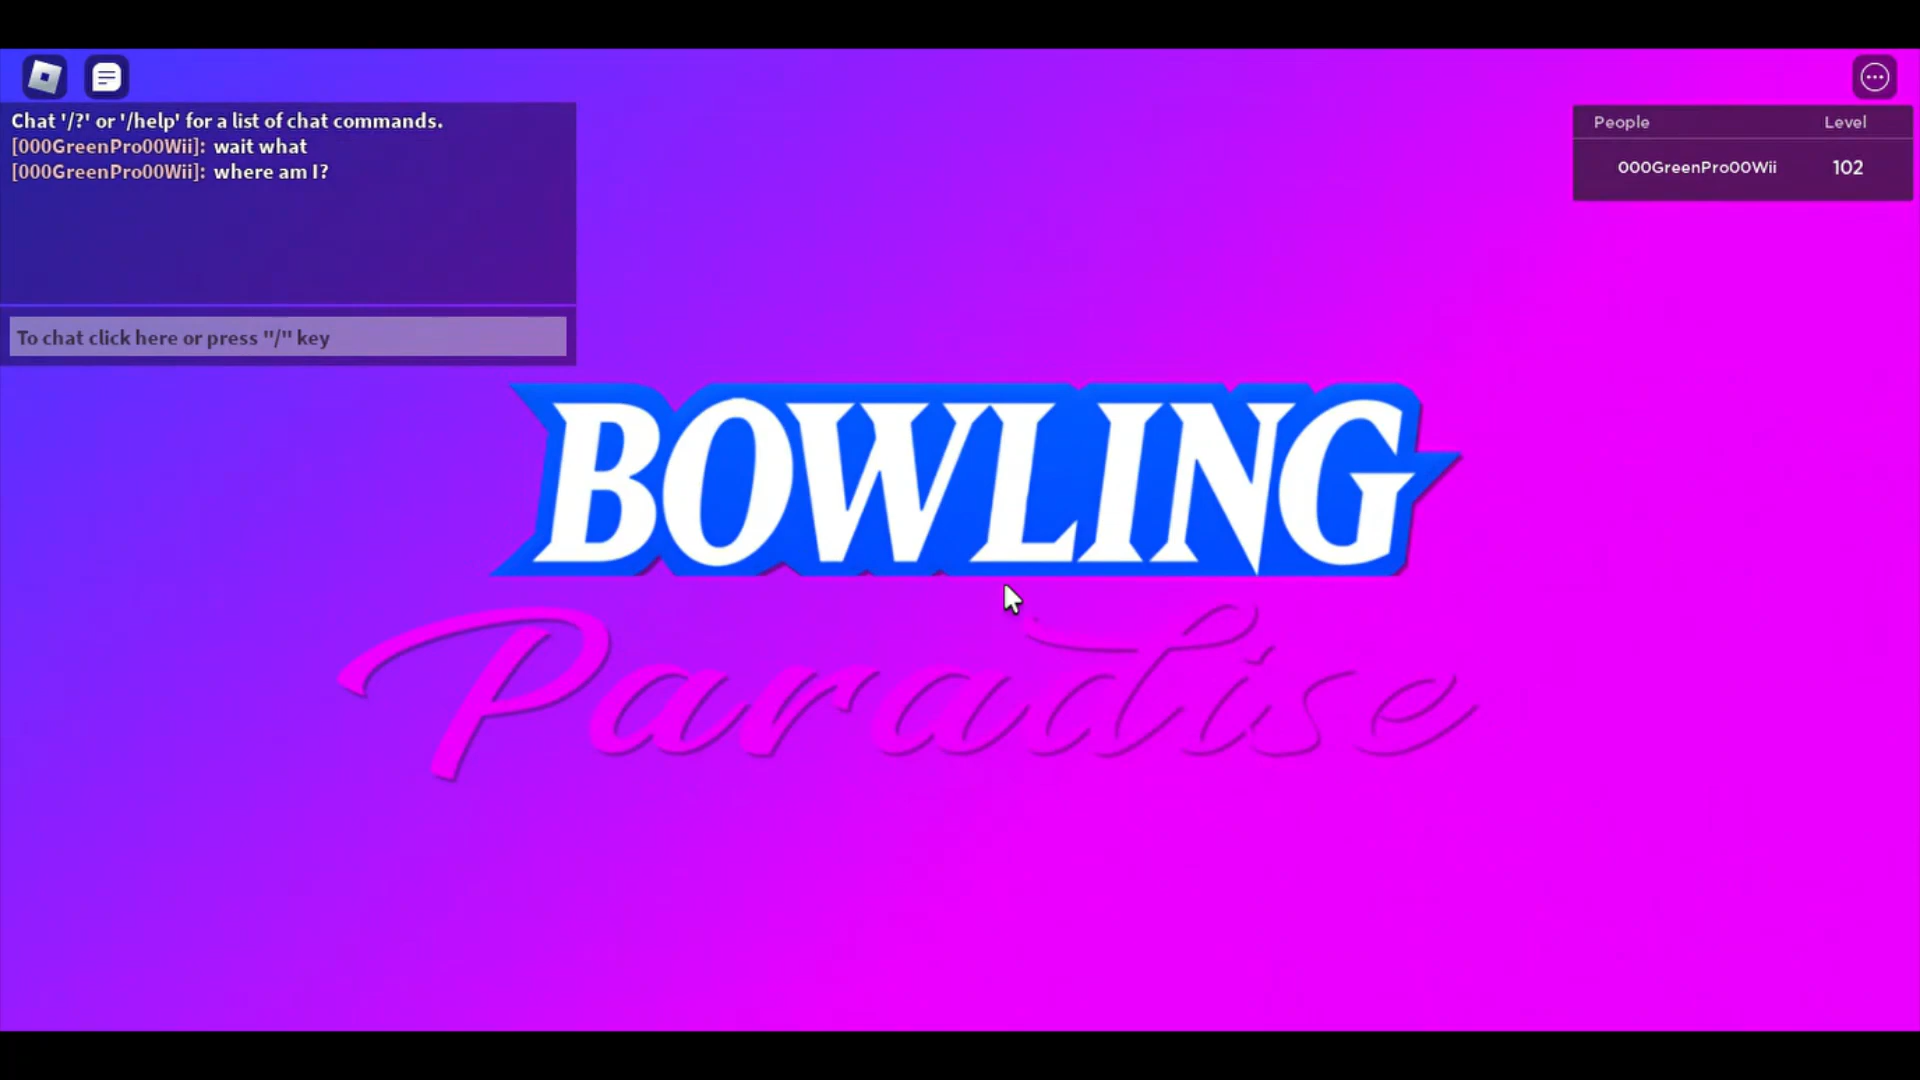 Chat '/?' or '/help' for a list of chat commands.
[000GreenPro00Wii]: wait what
[000GreenPro00Wii]: where am I?
To chat click here or press "/" key
People Level
000GreenPro00Wii 102
BOWLING
Paradise